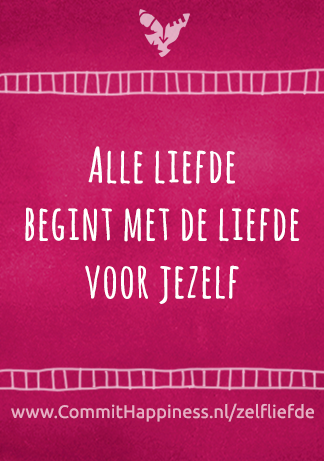 Alle liefde
begint met de liefde
voor jezelf
www.CommitHappiness.nl/zelfliefde